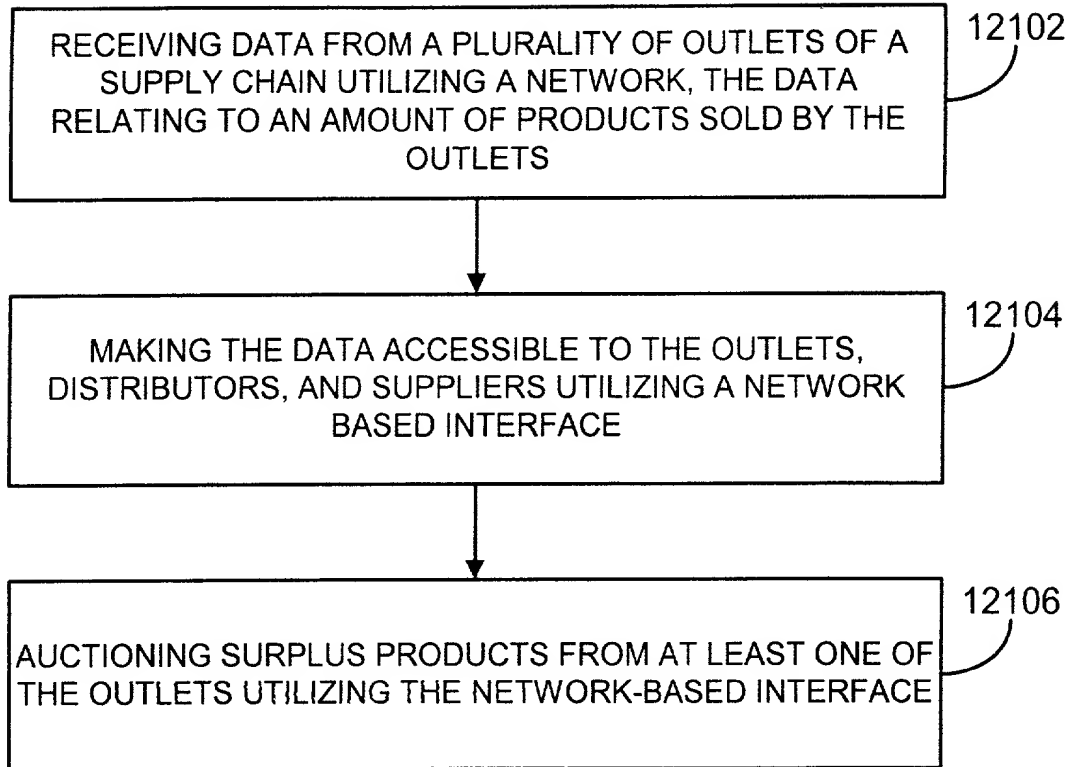 RECEIVING DATA FROM A PLURALITY OF OUTLETS OF A
SUPPLY CHAIN UTILIZING A NETWORK, THE DATA
RELATING TO AN AMOUNT OF PRODUCTS SOLD BY THE
OUTLETS
12102
MAKING THE DATA ACCESSIBLE TO THE OUTLETS,
DISTRIBUTORS, AND SUPPLIERS UTILIZING A NETWORK
BASED INTERFACE
12104
AUCTIONING SURPLUS PRODUCTS FROM AT LEAST ONE OF
THE OUTLETS UTILIZING THE NETWORK-BASED INTERFACE
12106